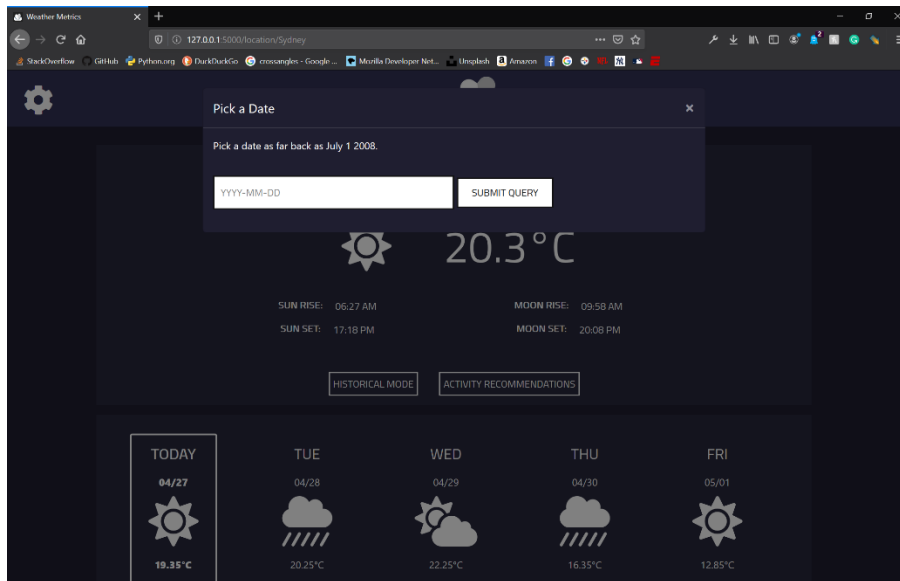 Weather Metrics
127.0.0.1:5000/location/Sydney
StackOverflow GitHub Python.org DuckDuckGo crossangles - Google ... Mozilla Developer Net... Unsplash Amazon
Pick a Date
Pick a date as far back as July 1 2008.
YYYY-MM-DD SUBMIT QUERY
20.3°C
SUN RISE: 06:27 AM MOON RISE: 09:58 AM
SUN SET: 17:18 PM MOON SET: 20:08 PM
HISTORICAL MODE ACTIVITY RECOMMENDATIONS
TODAY TUE WED THU FRI
04/27 04/28 04/29 04/30 05/01
19.35°C 20.25°C 22.25°C 16.35°C 12.85°C